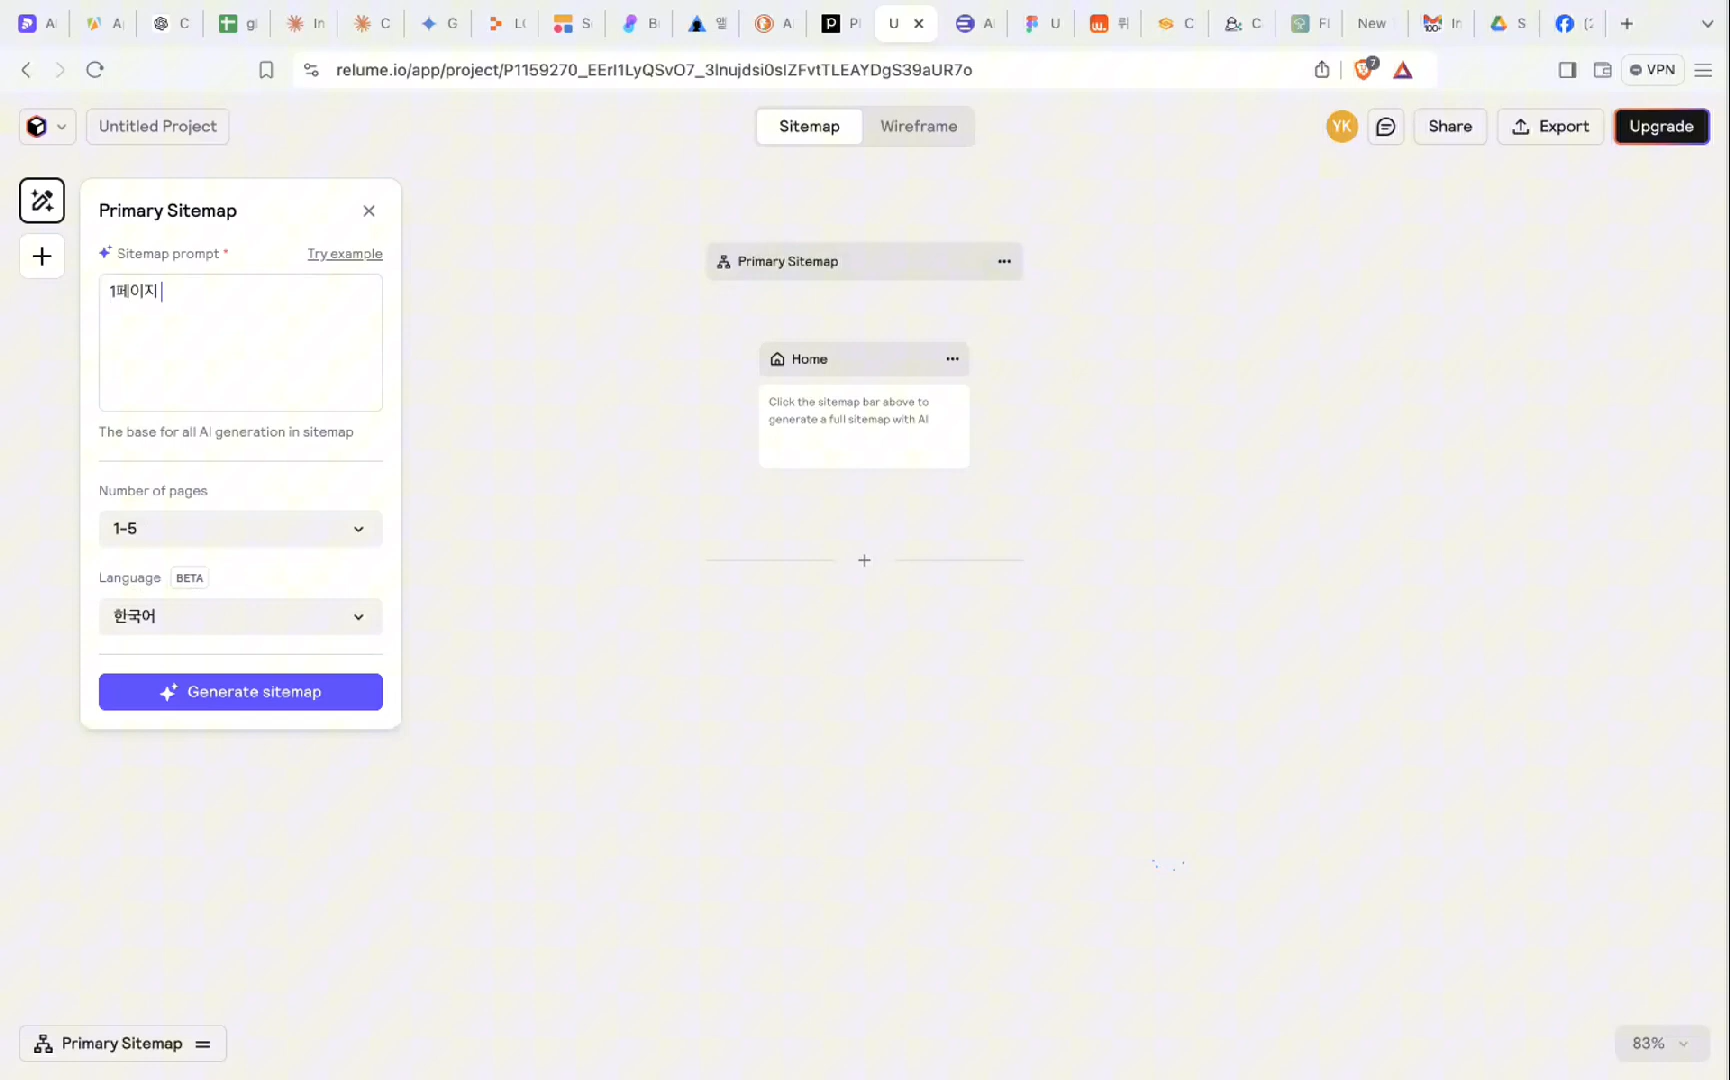 New
relume.io/app/project/P1159270_EErI1LyQSvO7_3Inujdsi0sIZFvtTLEAYDgS39aUR7o
7
VPN
Untitled Project
Sitemap
Wireframe
YK
Share
Export
Upgrade
Primary Sitemap
Sitemap prompt *
Try example
1페이지
The base for all AI generation in sitemap
Number of pages
1-5
Language BETA
한국어
Generate sitemap
Primary Sitemap
Home
Click the sitemap bar above to
generate a full sitemap with AI
Primary Sitemap
83%